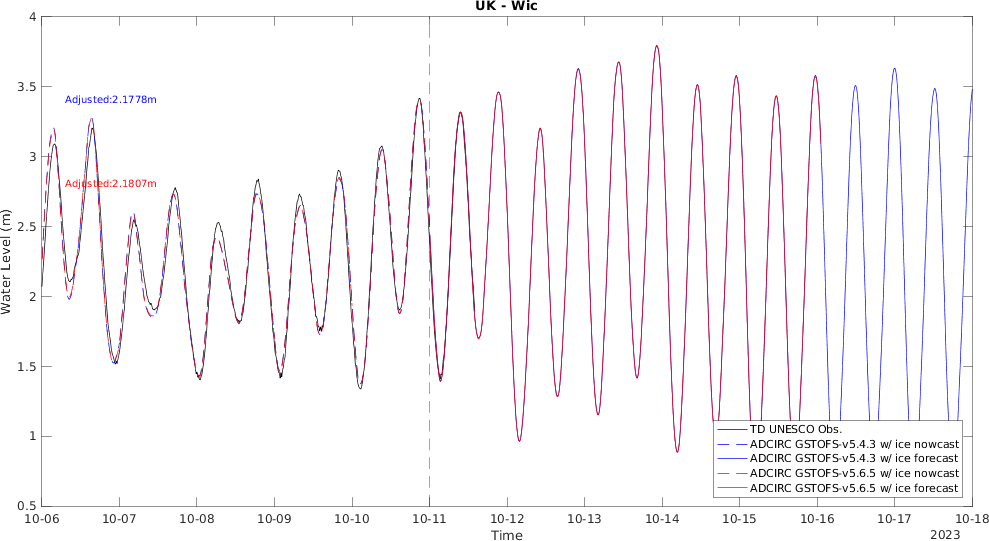 UK - Wic
4
3.5
3
2.5
2
1.5
1
0.5
Water Level (m)
Adjusted:2.1778m
Adjusted:2.1807m
TD UNESCO Obs.
ADCIRC GSTOFS-v5.4.3 w/ ice nowcast
ADCIRC GSTOFS-v5.4.3 w/ ice forecast
ADCIRC GSTOFS-v5.6.5 w/ ice nowcast
ADCIRC GSTOFS-v5.6.5 w/ ice forecast
10-06 10-07 10-08 10-09 10-10 10-11 10-12 10-13 10-14 10-15 10-16 10-17 10-18
Time
2023